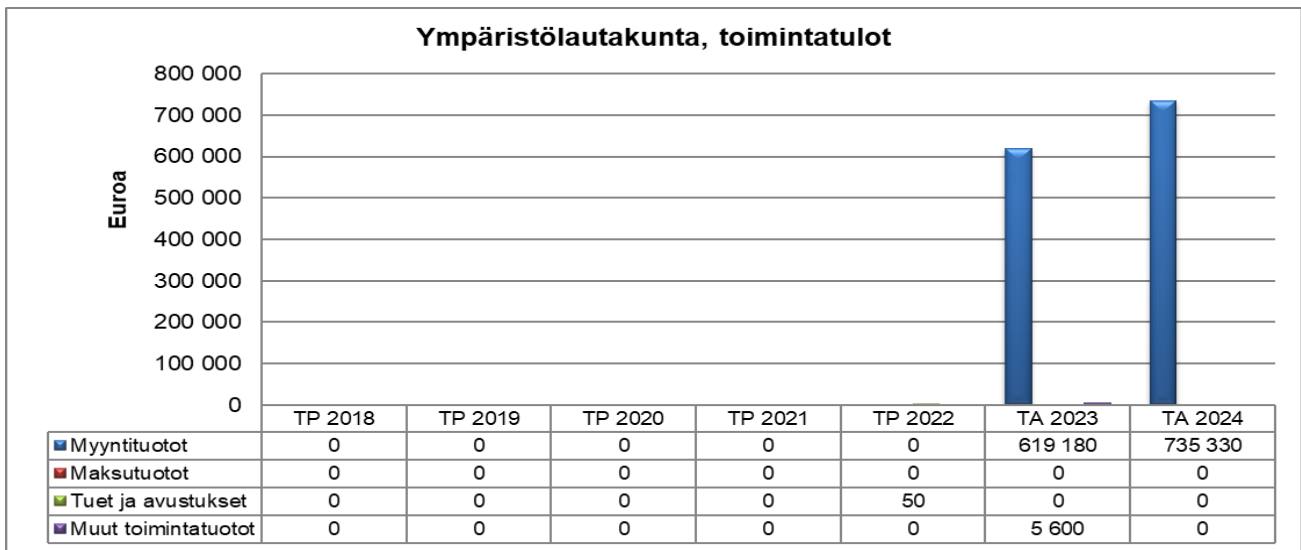 Ympäristölautakunta, toimintatulot
800 000
700 000
600 000
500 000
400 000
300 000
200 000
100 000
0
Euroa
TP 2018 TP 2019 TP 2020 TP 2021 TP 2022 TA 2023 TA 2024
Myyntituotot 0 0 0 0 0 619 180 735 330
Maksutuotot 0 0 0 0 0 0 0
Tuet ja avustukset 0 0 0 0 50 0 0
Muut toimintatuotot 0 0 0 0 0 5 600 0